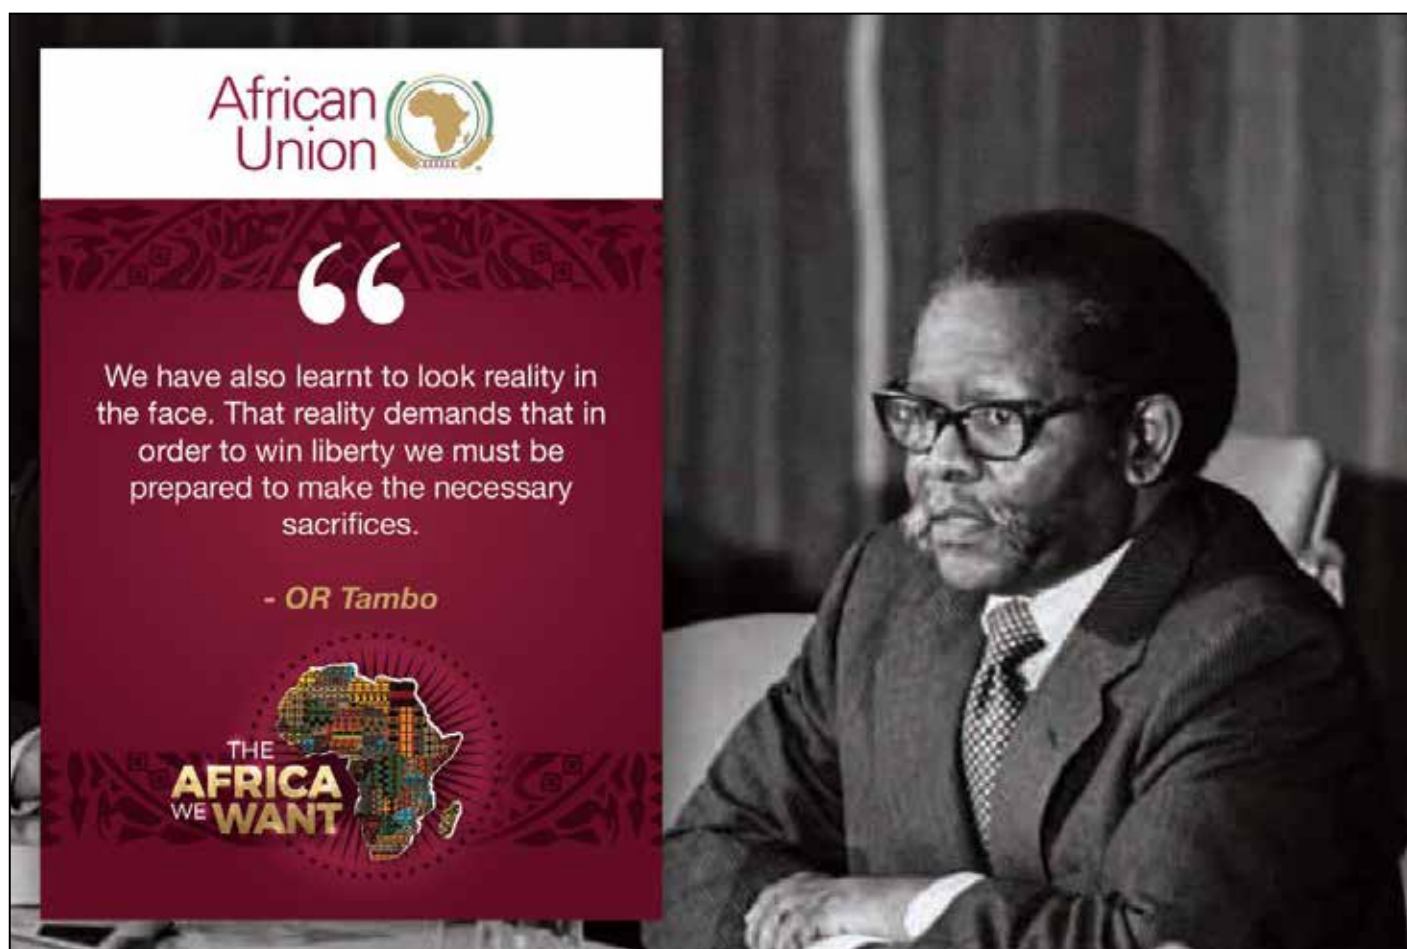 African
Union
“
We have also learnt to look reality in
the face. That reality demands that in
order to win liberty we must be
prepared to make the necessary
sacrifices.
- OR Tambo
THE
AFRICA
WE WANT